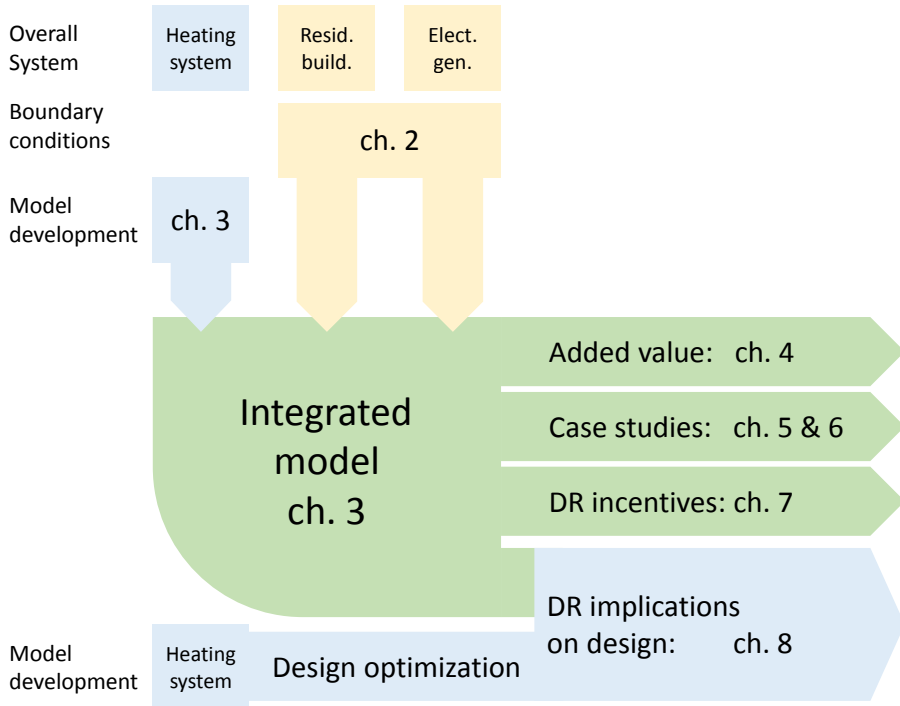 Overall
System
Heating
system
Resid.
build.
Elect.
gen.
Boundary
conditions
ch. 2
Model
development
ch. 3
Integrated
model
ch. 3
Added value: ch. 4
Case studies: ch. 5 & 6
DR incentives: ch. 7
DR implications
on design: ch. 8
Model
development
Heating
system
Design optimization